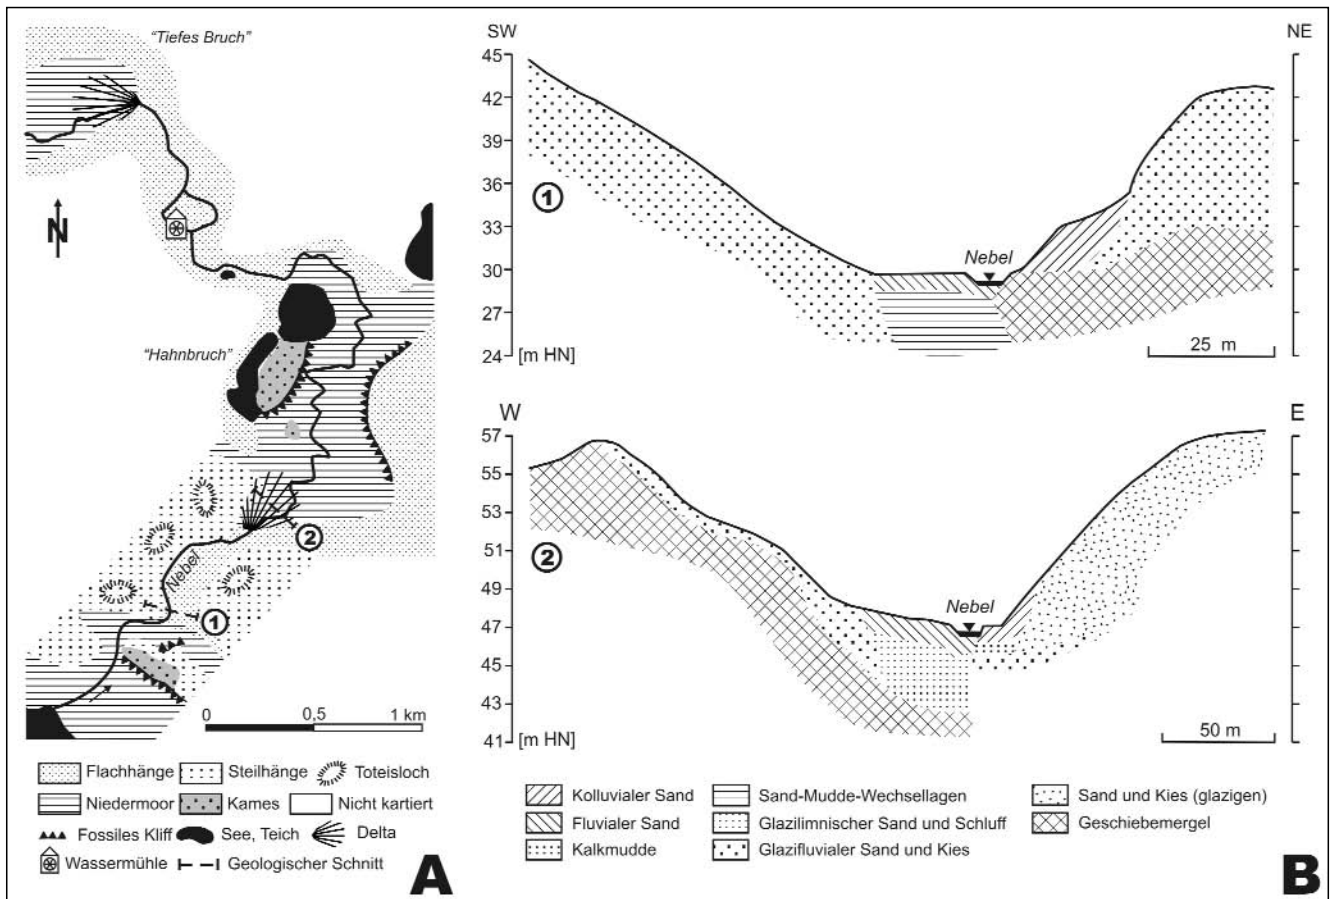 "Tiefes Bruch"
N
"Hahnbruch"
Nebel
2
1
0 0,5 1 km
Flachhänge Steilhänge Toteisloch
Niedermoor Kames Nicht kartiert
Fossiles Kliff See, Teich Delta
Wassermühle Geologischer Schnitt
A
SW NE
45
42
39
36
33
30
27
24 [m HN]
1
Nebel
25 m
W E
57
55
53
51
49
47
45
43
41 [m HN]
2
Nebel
50 m
Kolluvialer Sand Sand-Mudde-Wechsellagen Sand und Kies (glazigen)
Fluvialer Sand Glazilimnischer Sand und Schluff Geschiebemergel
Kalkmudde Glazifluvialer Sand und Kies
B